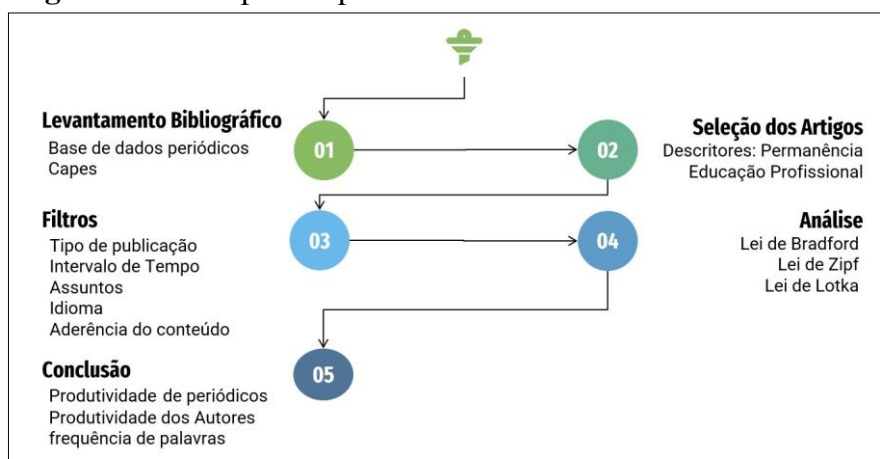 Levantamento Bibliográfico
Base de dados periódicos
Capes
01
02
Seleção dos Artigos
Descritores: Permanência
Educação Profissional
Filtros
Tipo de publicação
Intervalo de Tempo
Assuntos
Idioma
Aderência do conteúdo
03
04
Análise
Lei de Bradford
Lei de Zipf
Lei de Lotka
Conclusão
Produtividade de periódicos
Produtividade dos Autores
frequência de palavras
05